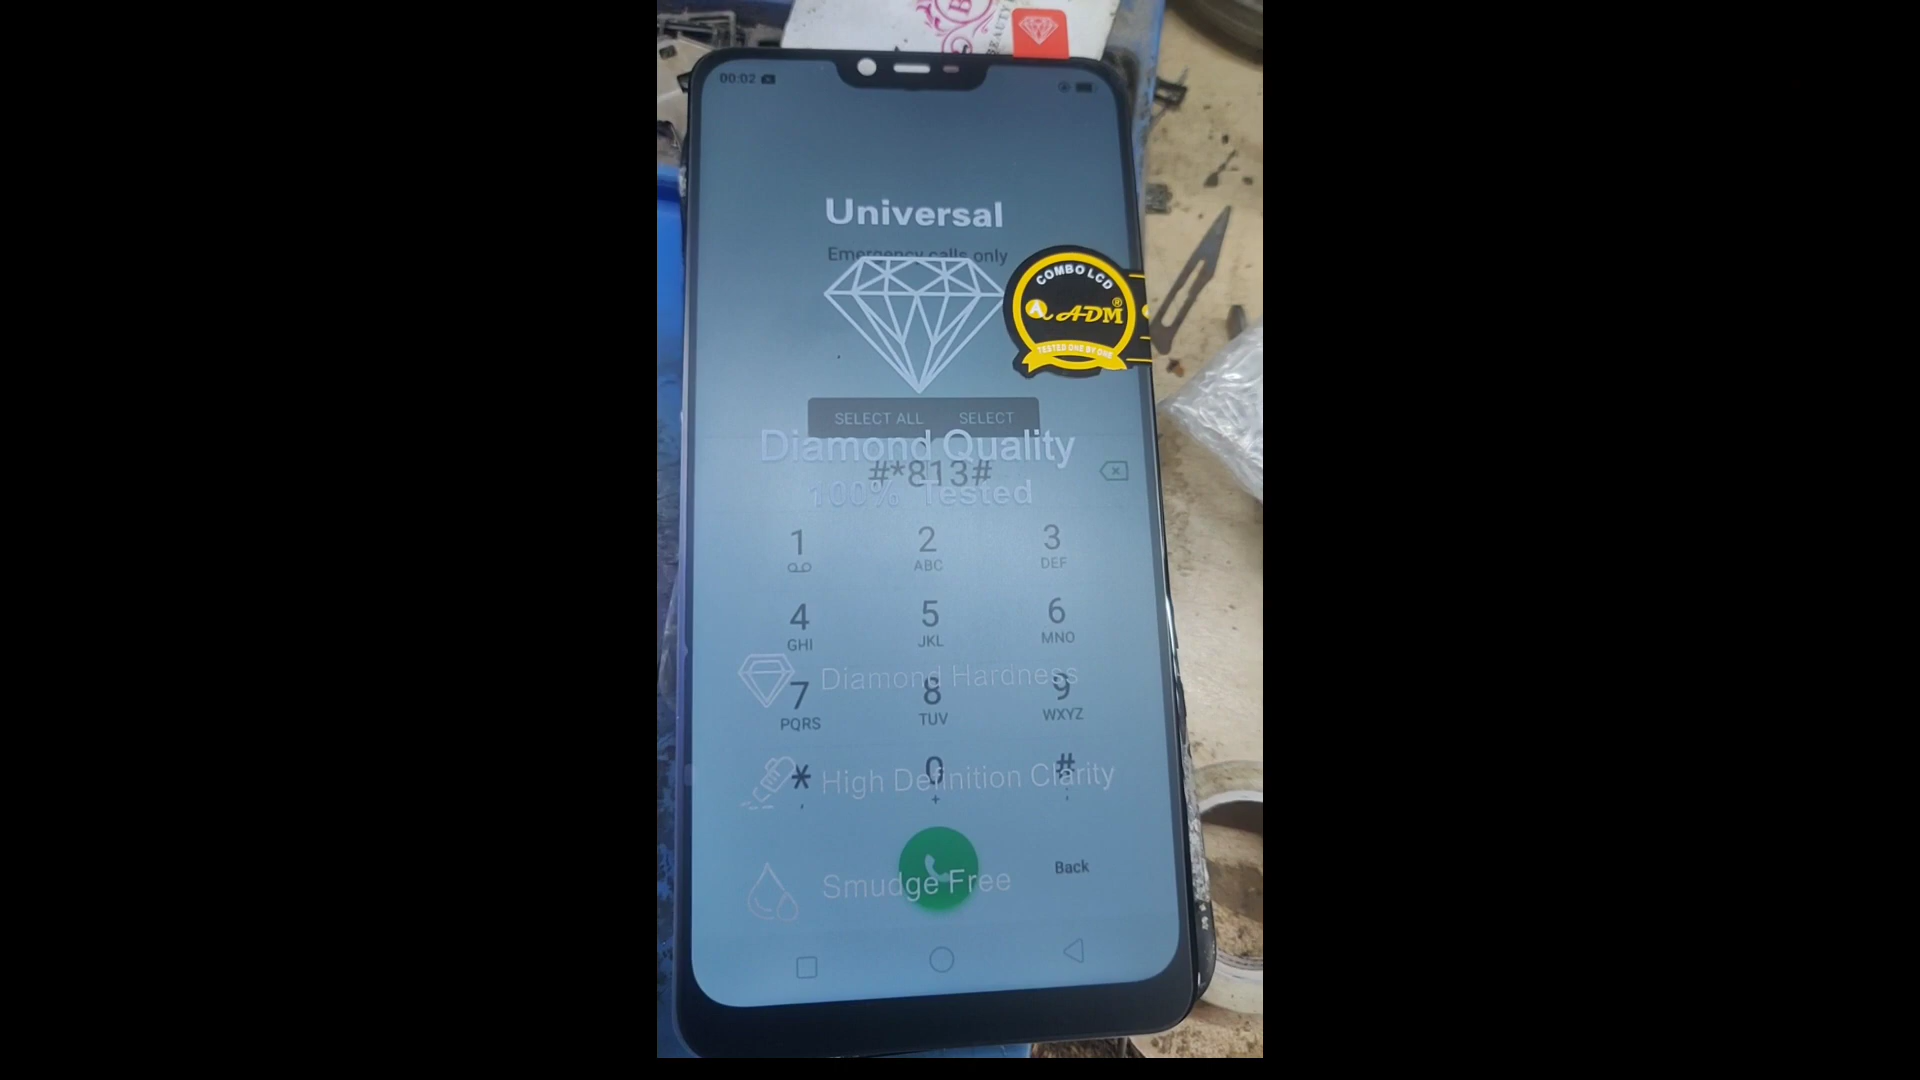 BEAUTY
00:02
Universal
Emergency calls only
COMBO LCD
A-DM®
TESTED ONE BY ONE
SELECT ALL SELECT
Diamond Quality
#*813#
100% Tested
1 2 3
ABC DEF
4 5 6
GHI JKL MNO
Diamond Hardness
7 8 9
PQRS TUV WXYZ
* 0 #
High Definition Clarity
, + ;
Smudge Free
Back